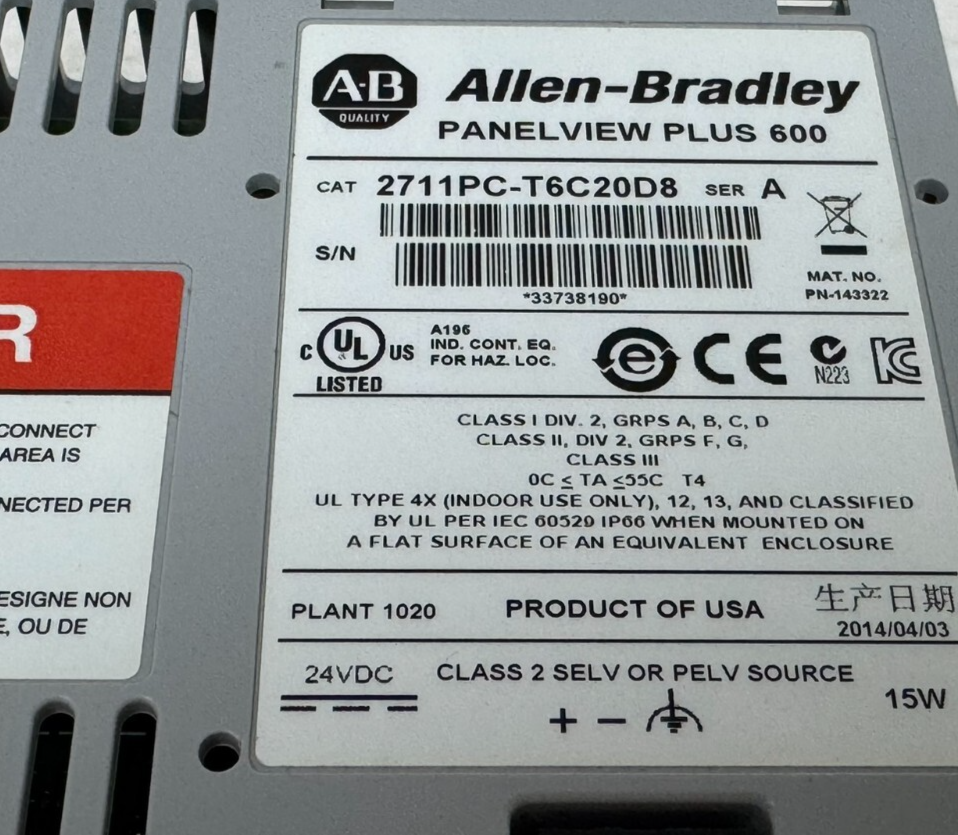 A·B
QUALITY
Allen-Bradley
PANELVIEW PLUS 600
CAT 2711PC-T6C20D8 SER A
S/N
*33738190*
MAT. NO.
PN-143322
C UL US
LISTED
A196
IND. CONT. EQ.
FOR HAZ. LOC.
e
CE
N223
KC
CLASS I DIV. 2, GRPS A, B, C, D
CLASS II, DIV 2, GRPS F, G,
CLASS III
0C ≤ TA ≤55C T4
UL TYPE 4X (INDOOR USE ONLY), 12, 13, AND CLASSIFIED
BY UL PER IEC 60529 IP66 WHEN MOUNTED ON
A FLAT SURFACE OF AN EQUIVALENT ENCLOSURE
PLANT 1020 PRODUCT OF USA
生产日期
2014/04/03
24VDC CLASS 2 SELV OR PELV SOURCE
15W
+ −
R
CONNECT
AREA IS
NECTED PER
ESIGNE NON
E, OU DE